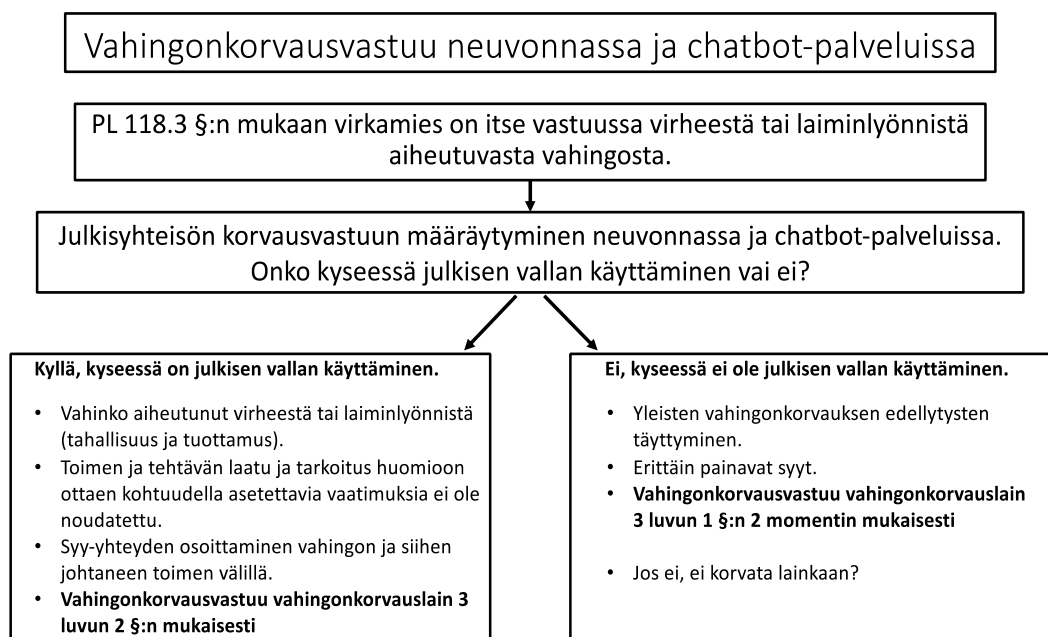 Vahingonkorvausvastuu neuvonnassa ja chatbot-palveluissa
PL 118.3 §:n mukaan virkamies on itse vastuussa virheestä tai laiminlyönnistä
aiheutuvasta vahingosta.
Julkisyhteisön korvausvastuun määräytyminen neuvonnassa ja chatbot-palveluissa.
Onko kyseessä julkisen vallan käyttäminen vai ei?
Kyllä, kyseessä on julkisen vallan käyttäminen.
• Vahinko aiheutunut virheestä tai laiminlyönnistä
(tahallisuus ja tuottamus).
• Toimen ja tehtävän laatu ja tarkoitus huomioon
ottaen kohtuudella asetettavia vaatimuksia ei ole
noudatettu.
• Syy-yhteyden osoittaminen vahingon ja siihen
johtaneen toimen välillä.
• Vahingonkorvausvastuu vahingonkorvauslain 3
luvun 2 §:n mukaisesti
Ei, kyseessä ei ole julkisen vallan käyttäminen.
• Yleisten vahingonkorvauksen edellytysten
täyttyminen.
• Erittäin painavat syyt.
• Vahingonkorvausvastuu vahingonkorvauslain
3 luvun 1 §:n 2 momentin mukaisesti
• Jos ei, ei korvata lainkaan?